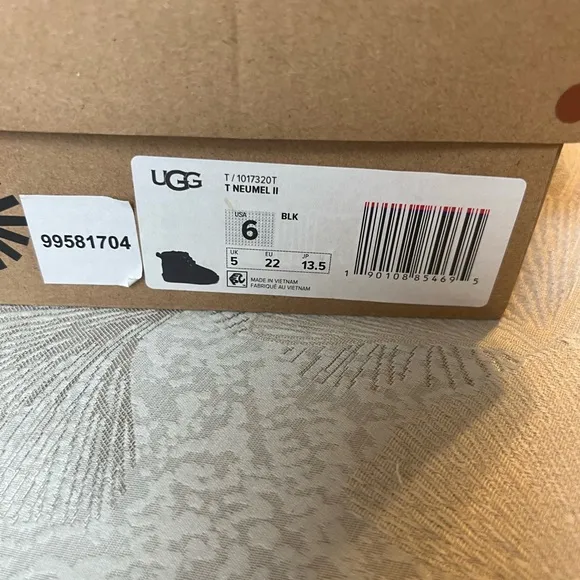 99581704
UGG
T / 1017320T
T NEUMEL II
USA
6
BLK
UK EU JP
5 22 13.5
MADE IN VIETNAM
FABRIQUÉ AU VIETNAM
1 90108 85469 5